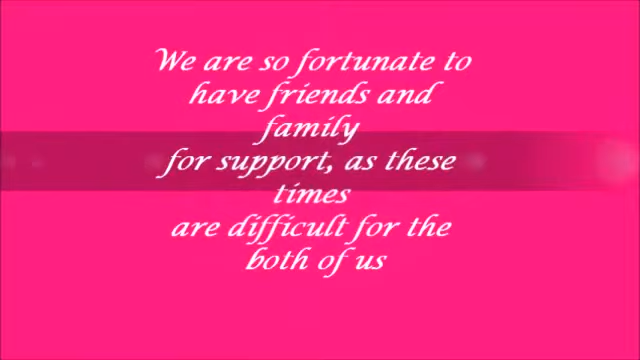 We are so fortunate to
have friends and
family
for support, as these
times
are difficult for the
both of us